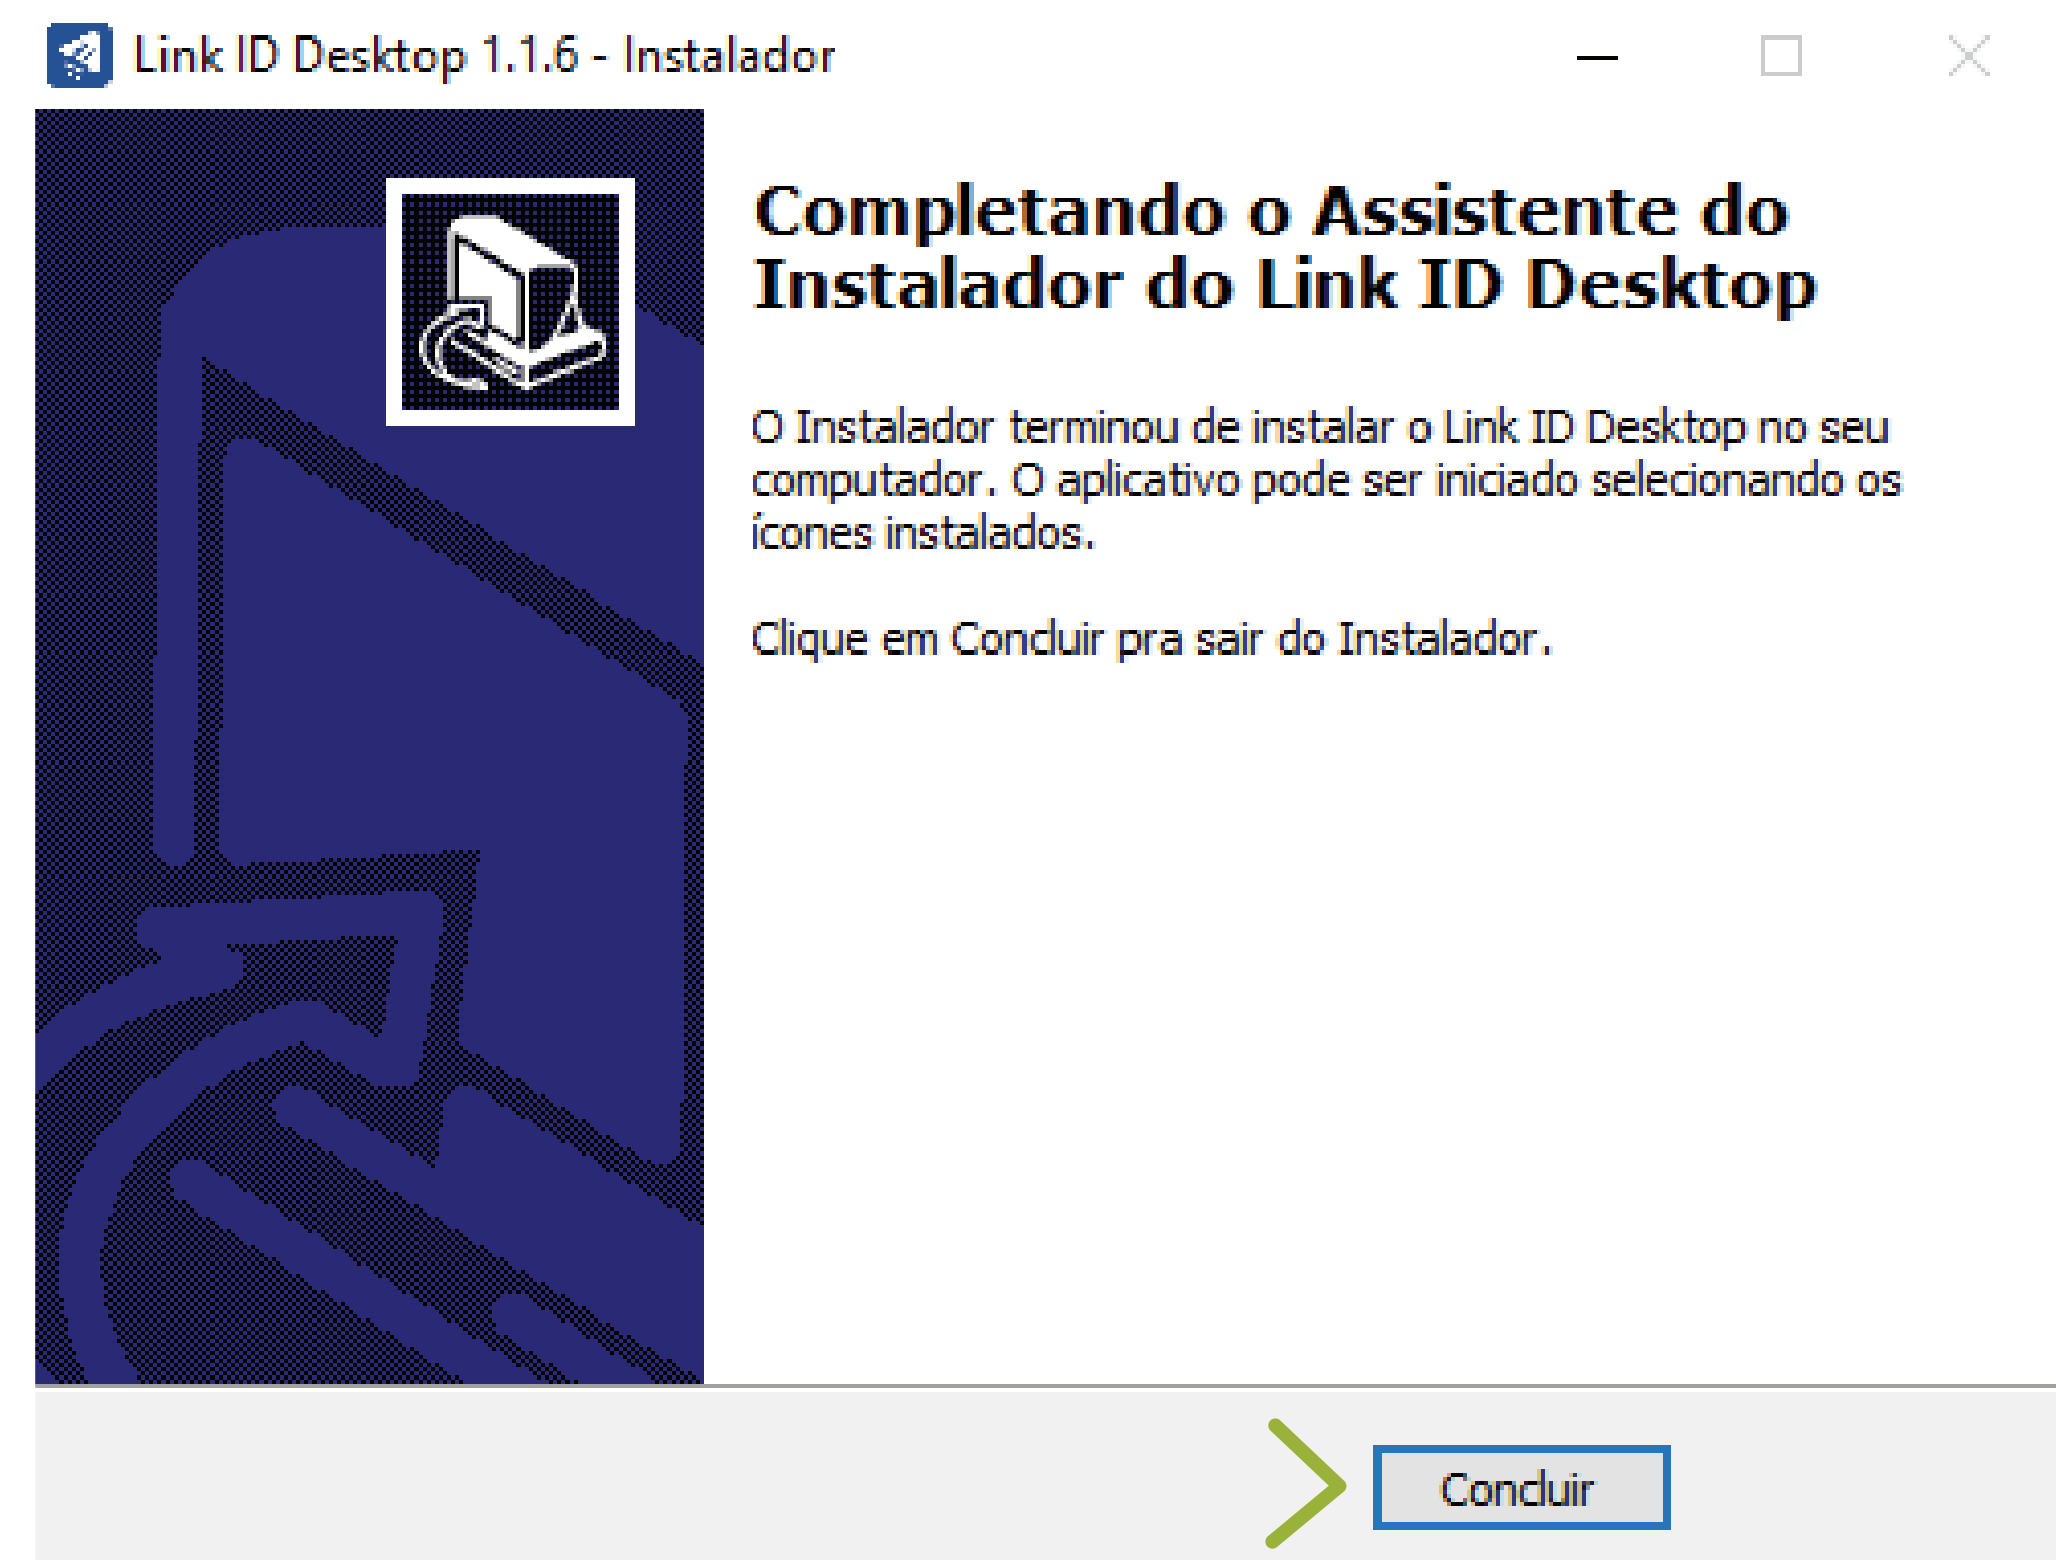 Link ID Desktop 1.1.6 - Instalador
Completando o Assistente do
Instalador do Link ID Desktop
O Instalador terminou de instalar o Link ID Desktop no seu
computador. O aplicativo pode ser iniciado selecionando os
ícones instalados.
Clique em Concluir pra sair do Instalador.
Concluir